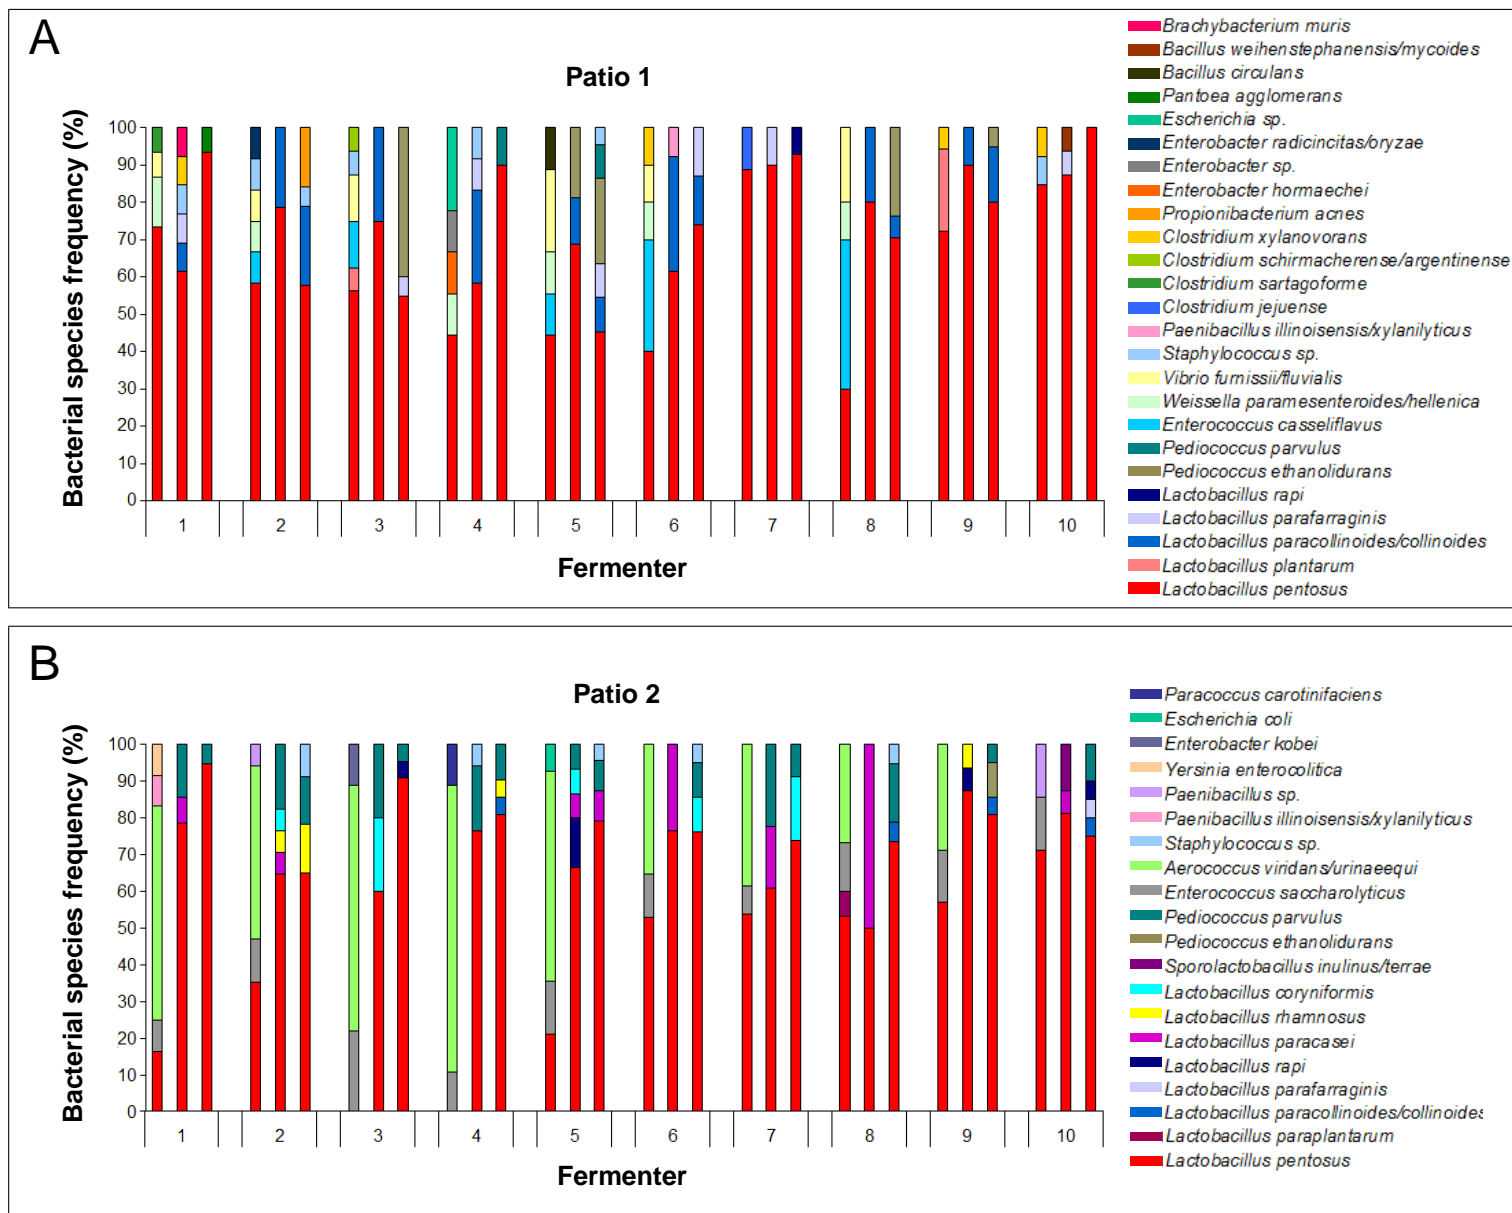 A
Patio 1
Bacterial species frequency (%)
100
90
80
70
60
50
40
30
20
10
0
1 2 3 4 5 6 7 8 9 10
Fermenter
Brachybacterium muris
Bacillus weihenstephanensis/mycoides
Bacillus circulans
Pantoea agglomerans
Escherichia sp.
Enterobacter radicincitas/oryzae
Enterobacter sp.
Enterobacter hormaechei
Propionibacterium acnes
Clostridium xylanovorans
Clostridium schirmacherense/argentinense
Clostridium sartagoforme
Clostridium jejuense
Paenibacillus illinoisensis/xylanilyticus
Staphylococcus sp.
Vibrio furnissii/fluvialis
Weissella paramesenteroides/hellenica
Enterococcus casseliflavus
Pediococcus parvulus
Pediococcus ethanolidurans
Lactobacillus rapi
Lactobacillus parafarraginis
Lactobacillus paracollinoides/collinoides
Lactobacillus plantarum
Lactobacillus pentosus
B
Patio 2
Bacterial species frequency (%)
100
90
80
70
60
50
40
30
20
10
0
1 2 3 4 5 6 7 8 9 10
Fermenter
Paracoccus carotinifaciens
Escherichia coli
Enterobacter kobei
Yersinia enterocolitica
Paenibacillus sp.
Paenibacillus illinoisensis/xylanilyticus
Staphylococcus sp.
Aerococcus viridans/urinaeequi
Enterococcus saccharolyticus
Pediococcus parvulus
Pediococcus ethanolidurans
Sporolactobacillus inulinus/terrae
Lactobacillus coryniformis
Lactobacillus rhamnosus
Lactobacillus paracasei
Lactobacillus rapi
Lactobacillus parafarraginis
Lactobacillus paracollinoides/collinoides
Lactobacillus paraplantarum
Lactobacillus pentosus